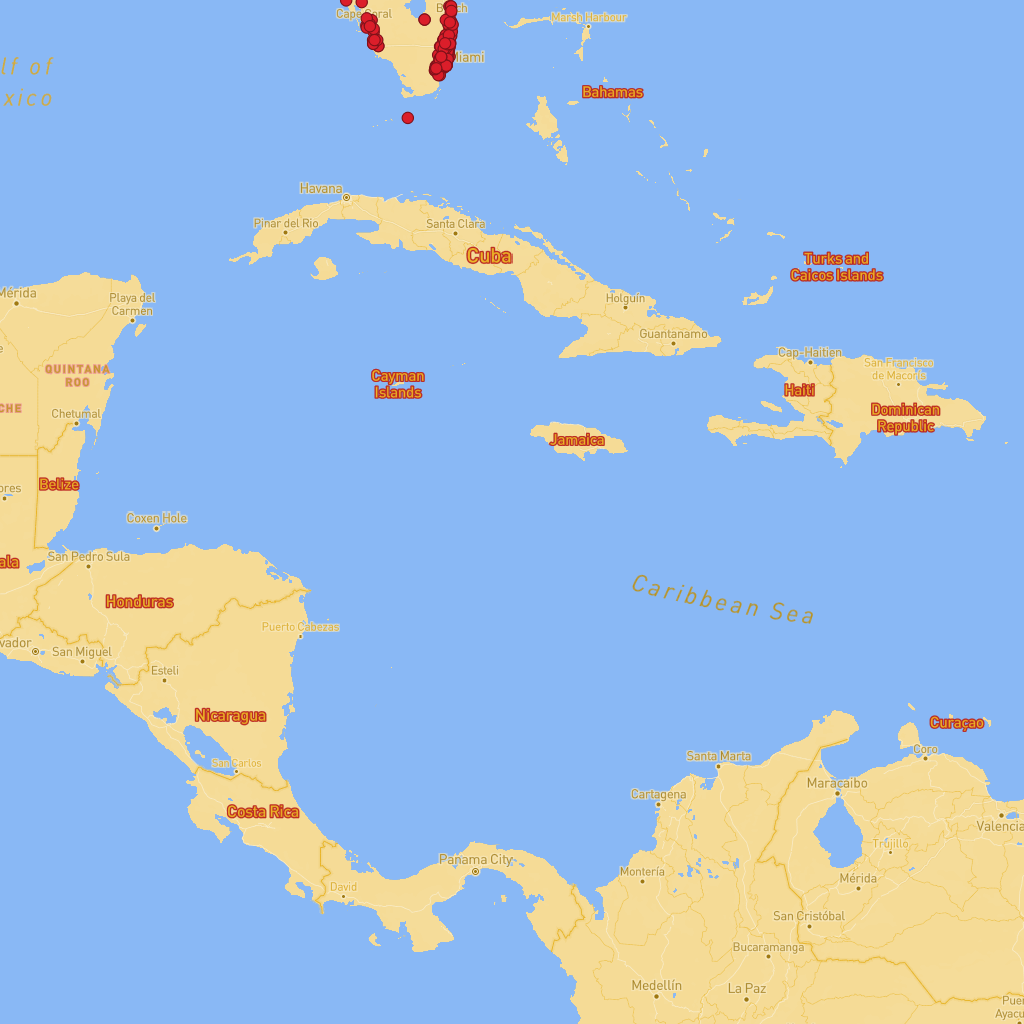 Cape Coral
Marsh Harbour
Miami
lf of
xico
Bahamas
Havana
Pinar del Rio
Santa Clara
Cuba
Turks and
Caicos Islands
Mérida
Playa del
Carmen
Holguin
Guantanamo
Cap-Haitien
San Francisco
de Macorís
QUINTANA
ROO
Cayman
Islands
Haiti
CHE
Chetumal
Dominican
Republic
Jamaica
Belize
ores
Coxen Hole
San Pedro Sula
ala
Caribbean Sea
Honduras
Puerto Cabezas
vador
San Miguel
Esteli
Nicaragua
Curaçao
San Carlos
Santa Marta
Coro
Maracaibo
Cartagena
Costa Rica
Valencia
Trujillo
Panama City
Montería
Mérida
David
San Cristóbal
Bucaramanga
Medellín
La Paz
Puer
Ayacu